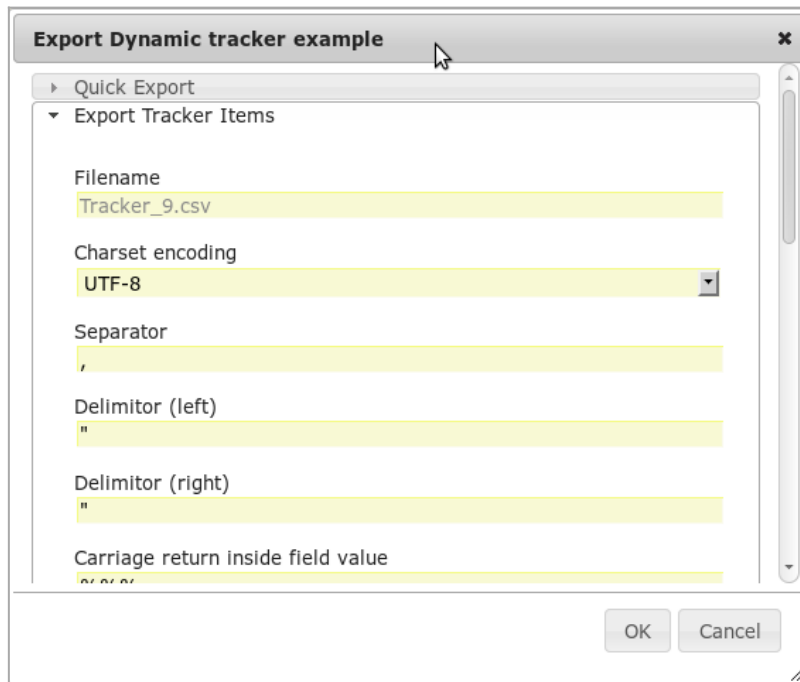 Export Dynamic tracker example
Quick Export
Export Tracker Items
Filename
Tracker_9.csv
Charset encoding
UTF-8
Separator
,
Delimitor (left)
"
Delimitor (right)
"
Carriage return inside field value
%%%
OK
Cancel